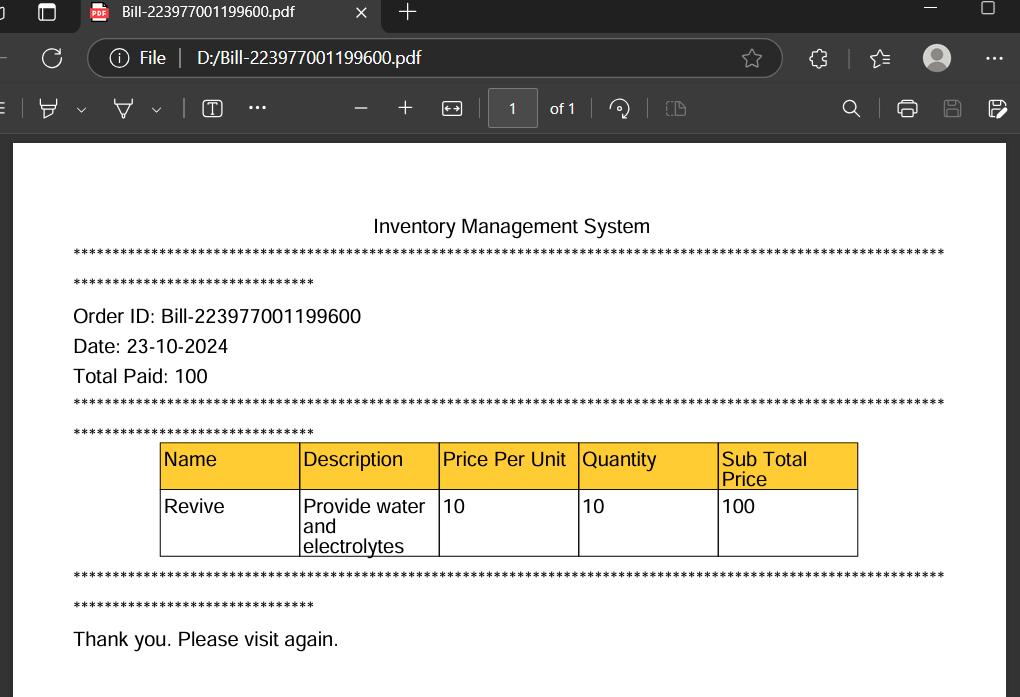 Bill-223977001199600.pdf
File | D:/Bill-223977001199600.pdf
1 of 1
Inventory Management System
****************************************************************************************************************
*******************************
Order ID: Bill-223977001199600
Date: 23-10-2024
Total Paid: 100
****************************************************************************************************************
*******************************
Name Description Price Per Unit Quantity Sub Total
Price
Revive Provide water 10 10 100
and
electrolytes
****************************************************************************************************************
*******************************
Thank you. Please visit again.